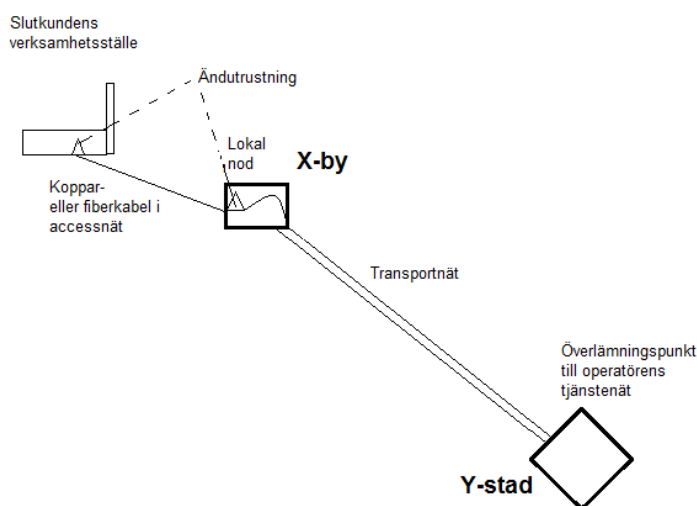 Slutkundens
verksamhetsställe
Ändutrustning
Lokal
nod
X-by
Koppar-
eller fiberkabel i
accessnät
Transportnät
Överlämningspunkt
till operatörens
tjänstenät
Y-stad